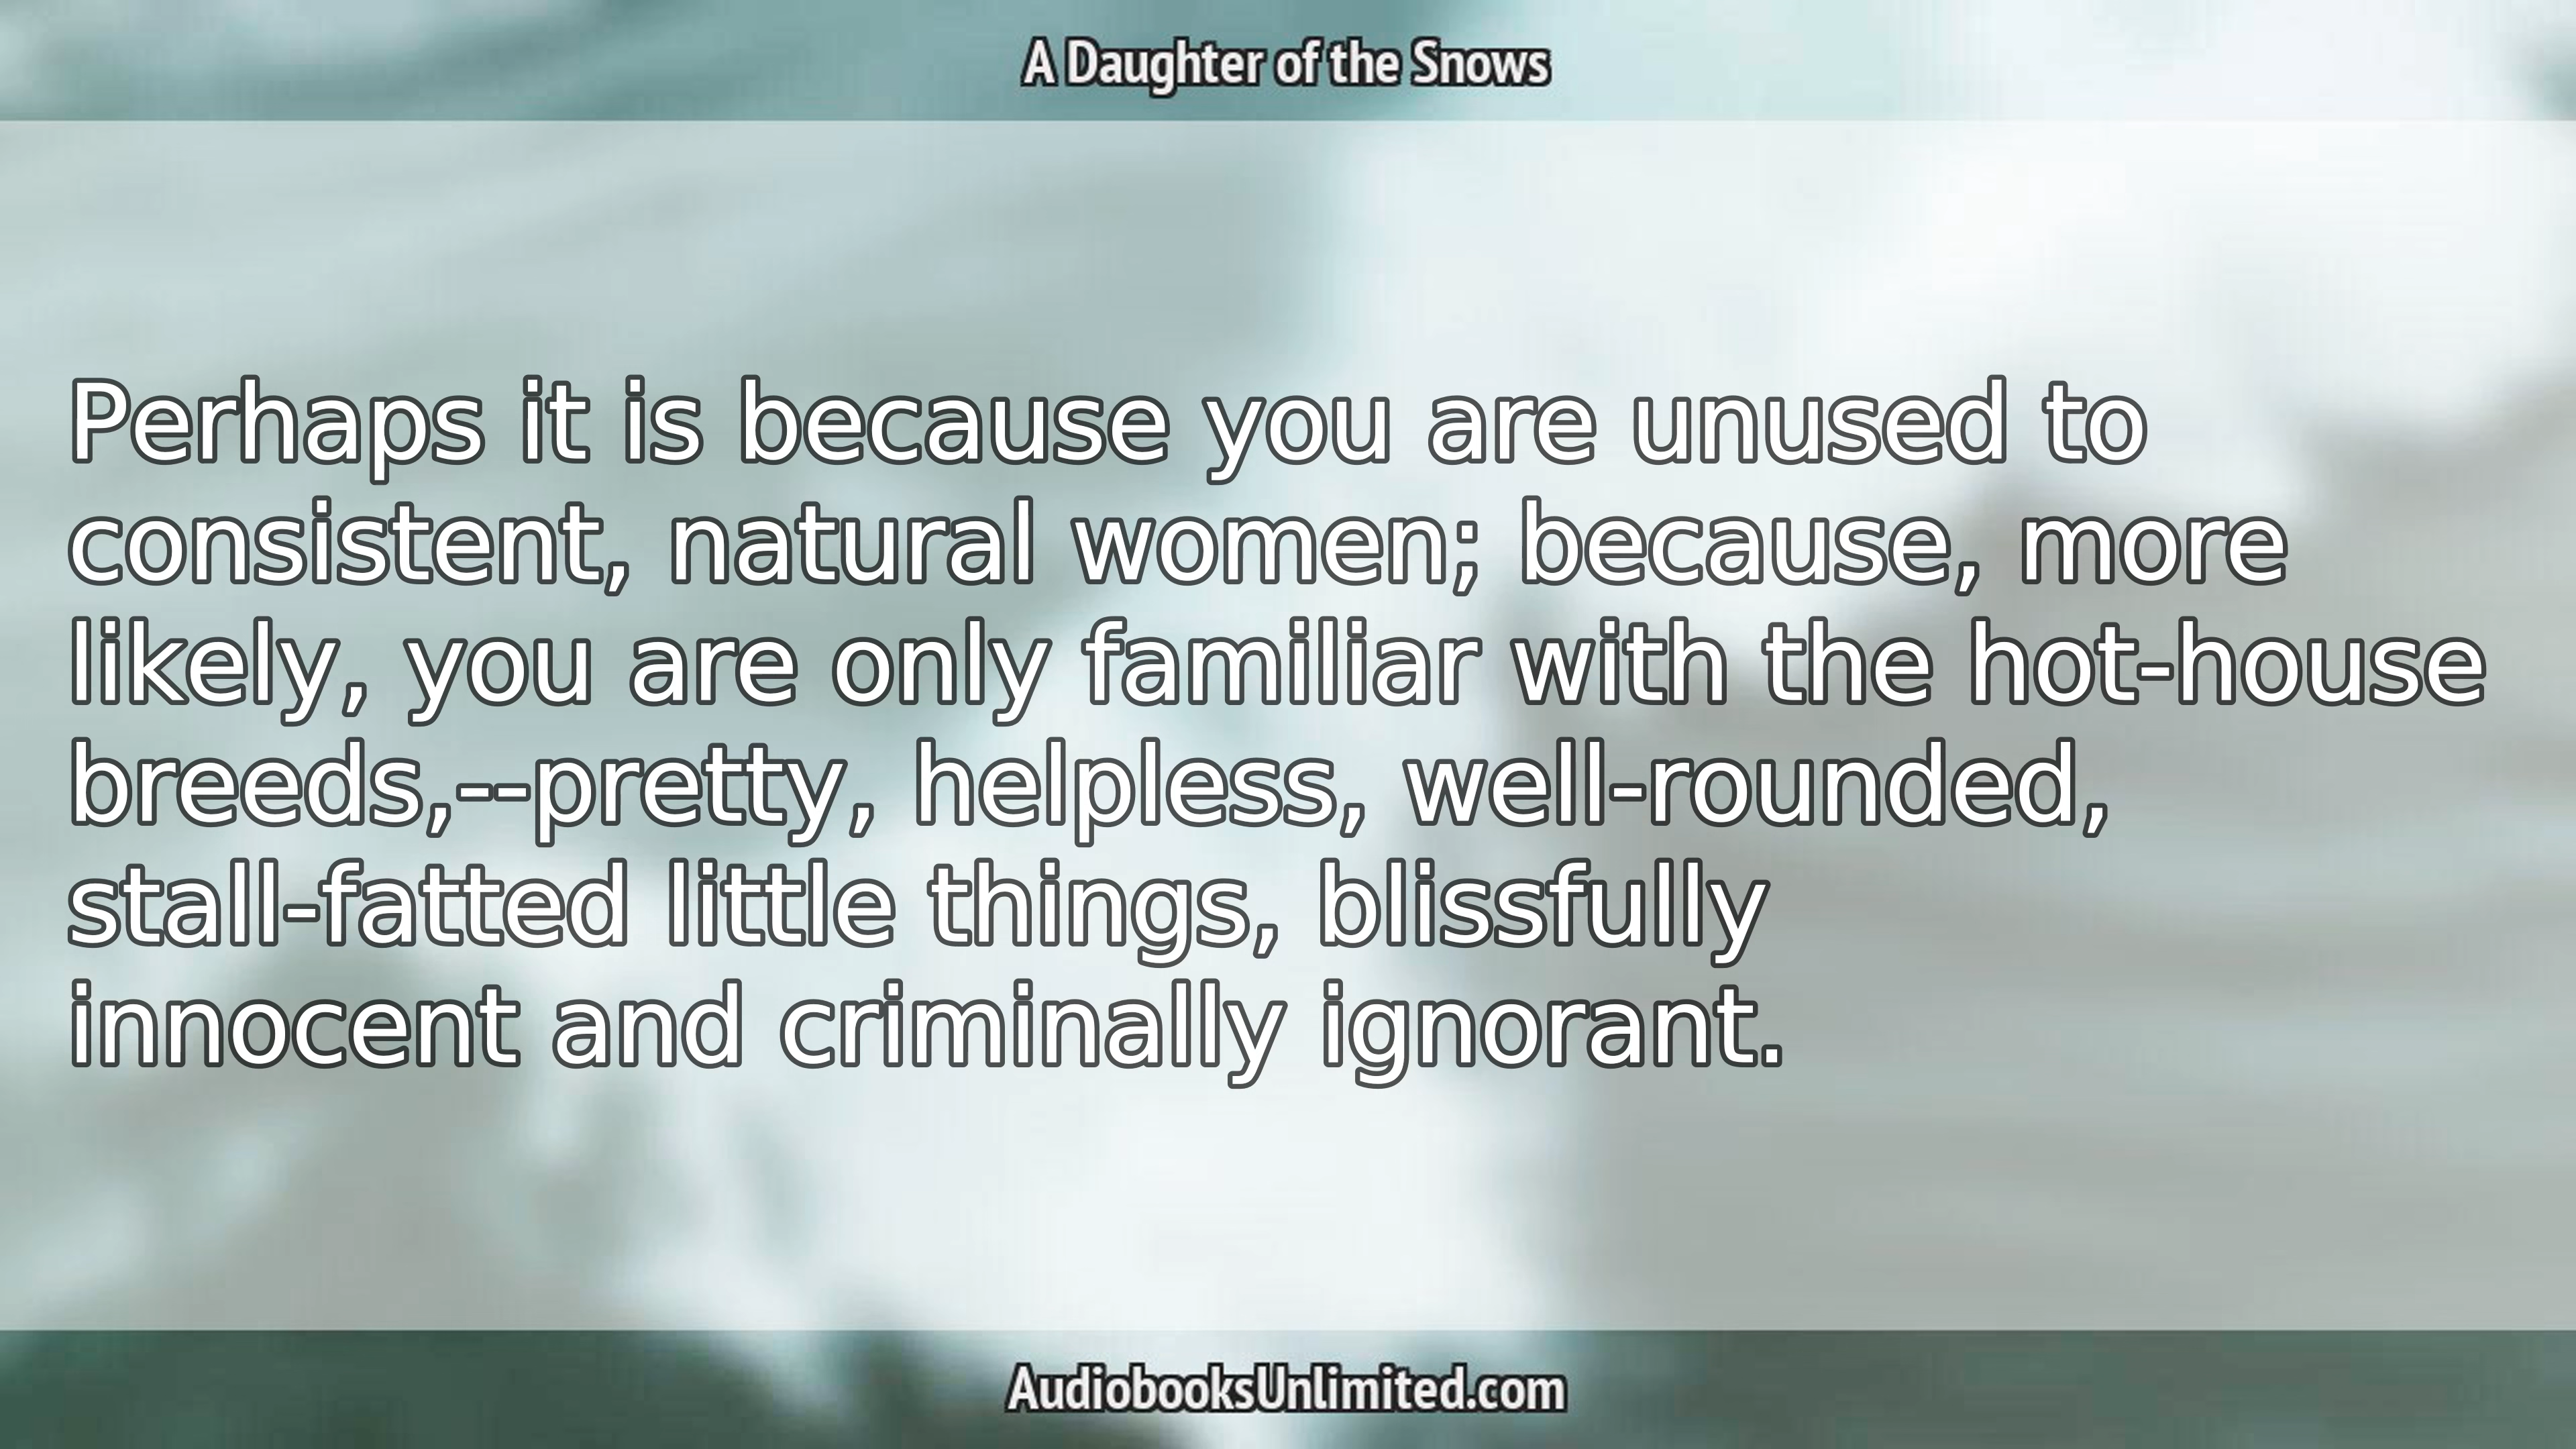 A Daughter of the Snows
Perhaps it is because you are unused to
consistent, natural women; because, more
likely, you are only familiar with the hot-house
breeds,--pretty, helpless, well-rounded,
stall-fatted little things, blissfully
innocent and criminally ignorant.
AudiobooksUnlimited.com